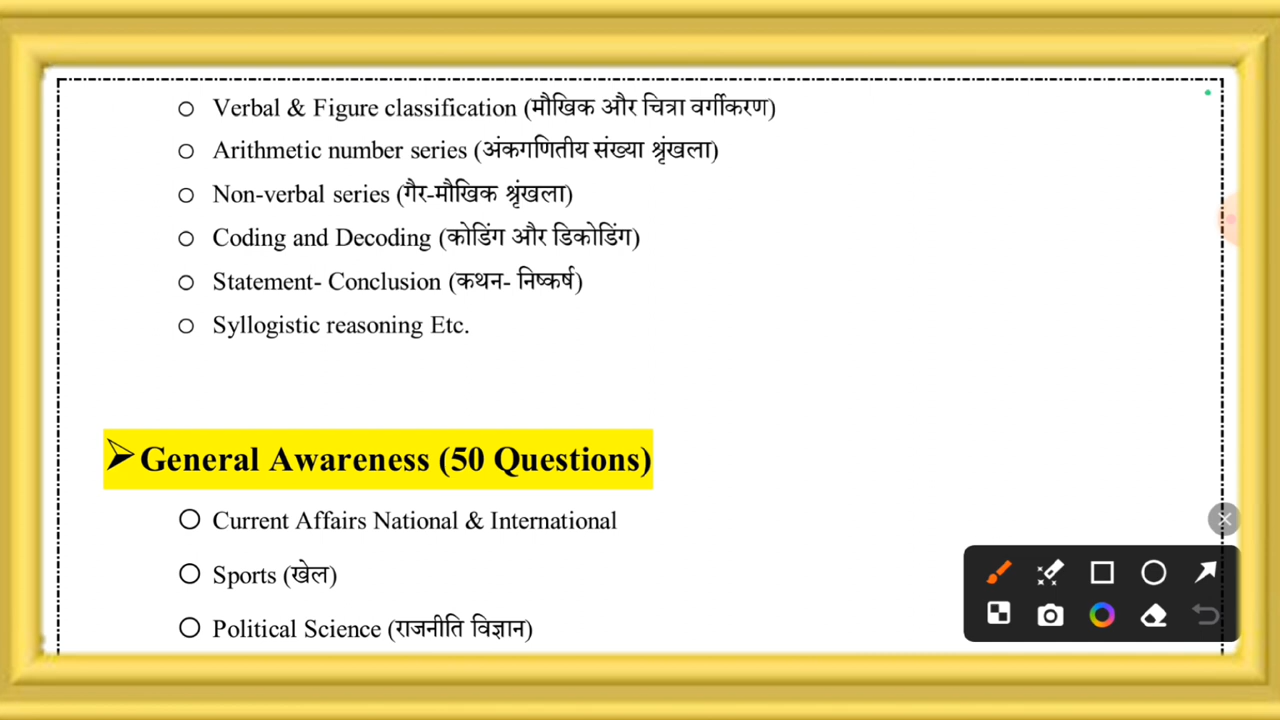 Verbal & Figure classification (मौखिक और चित्रा वर्गीकरण)
Arithmetic number series (अंकगणितीय संख्या श्रृंखला)
Non-verbal series (गैर-मौखिक श्रृंखला)
Coding and Decoding (कोडिंग और डिकोडिंग)
Statement- Conclusion (कथन- निष्कर्ष)
Syllogistic reasoning Etc.
General Awareness (50 Questions)
Current Affairs National & International
Sports (खेल)
Political Science (राजनीति विज्ञान)